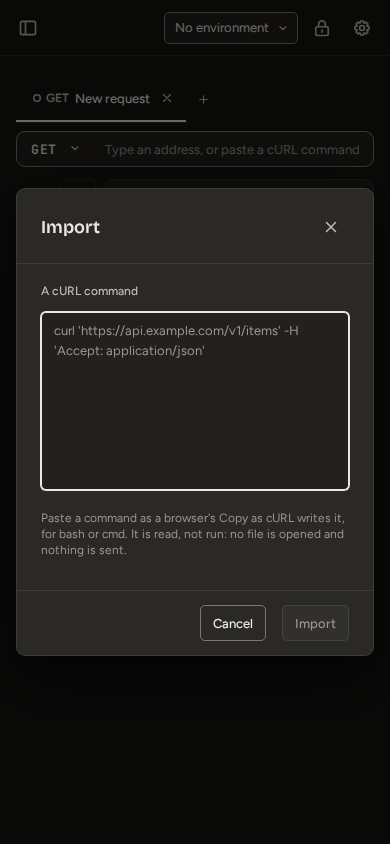 No environment
GET New request
GET Type an address, or paste a cURL command
Import
A cURL command
curl 'https://api.example.com/v1/items' -H
'Accept: application/json'
Paste a command as a browser's Copy as cURL writes it,
for bash or cmd. It is read, not run: no file is opened and
nothing is sent.
Cancel Import